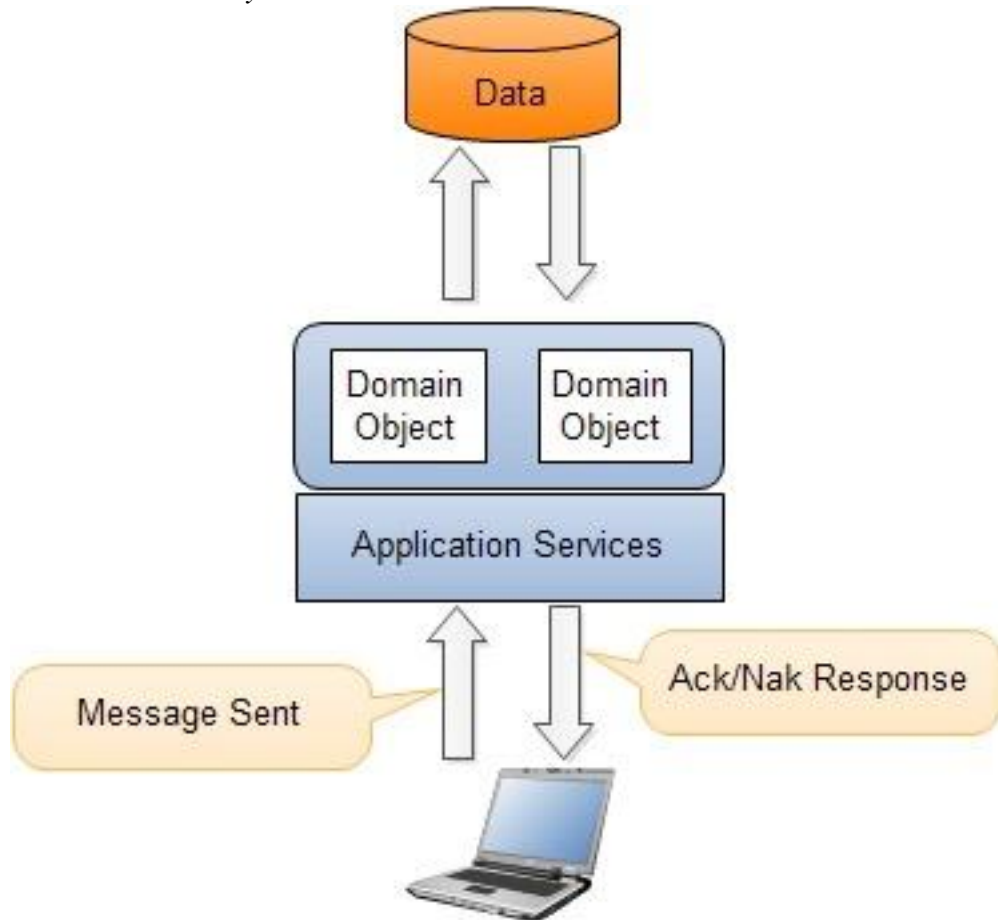 Data
Domain
Object
Domain
Object
Application Services
Message Sent
Ack/Nak Response